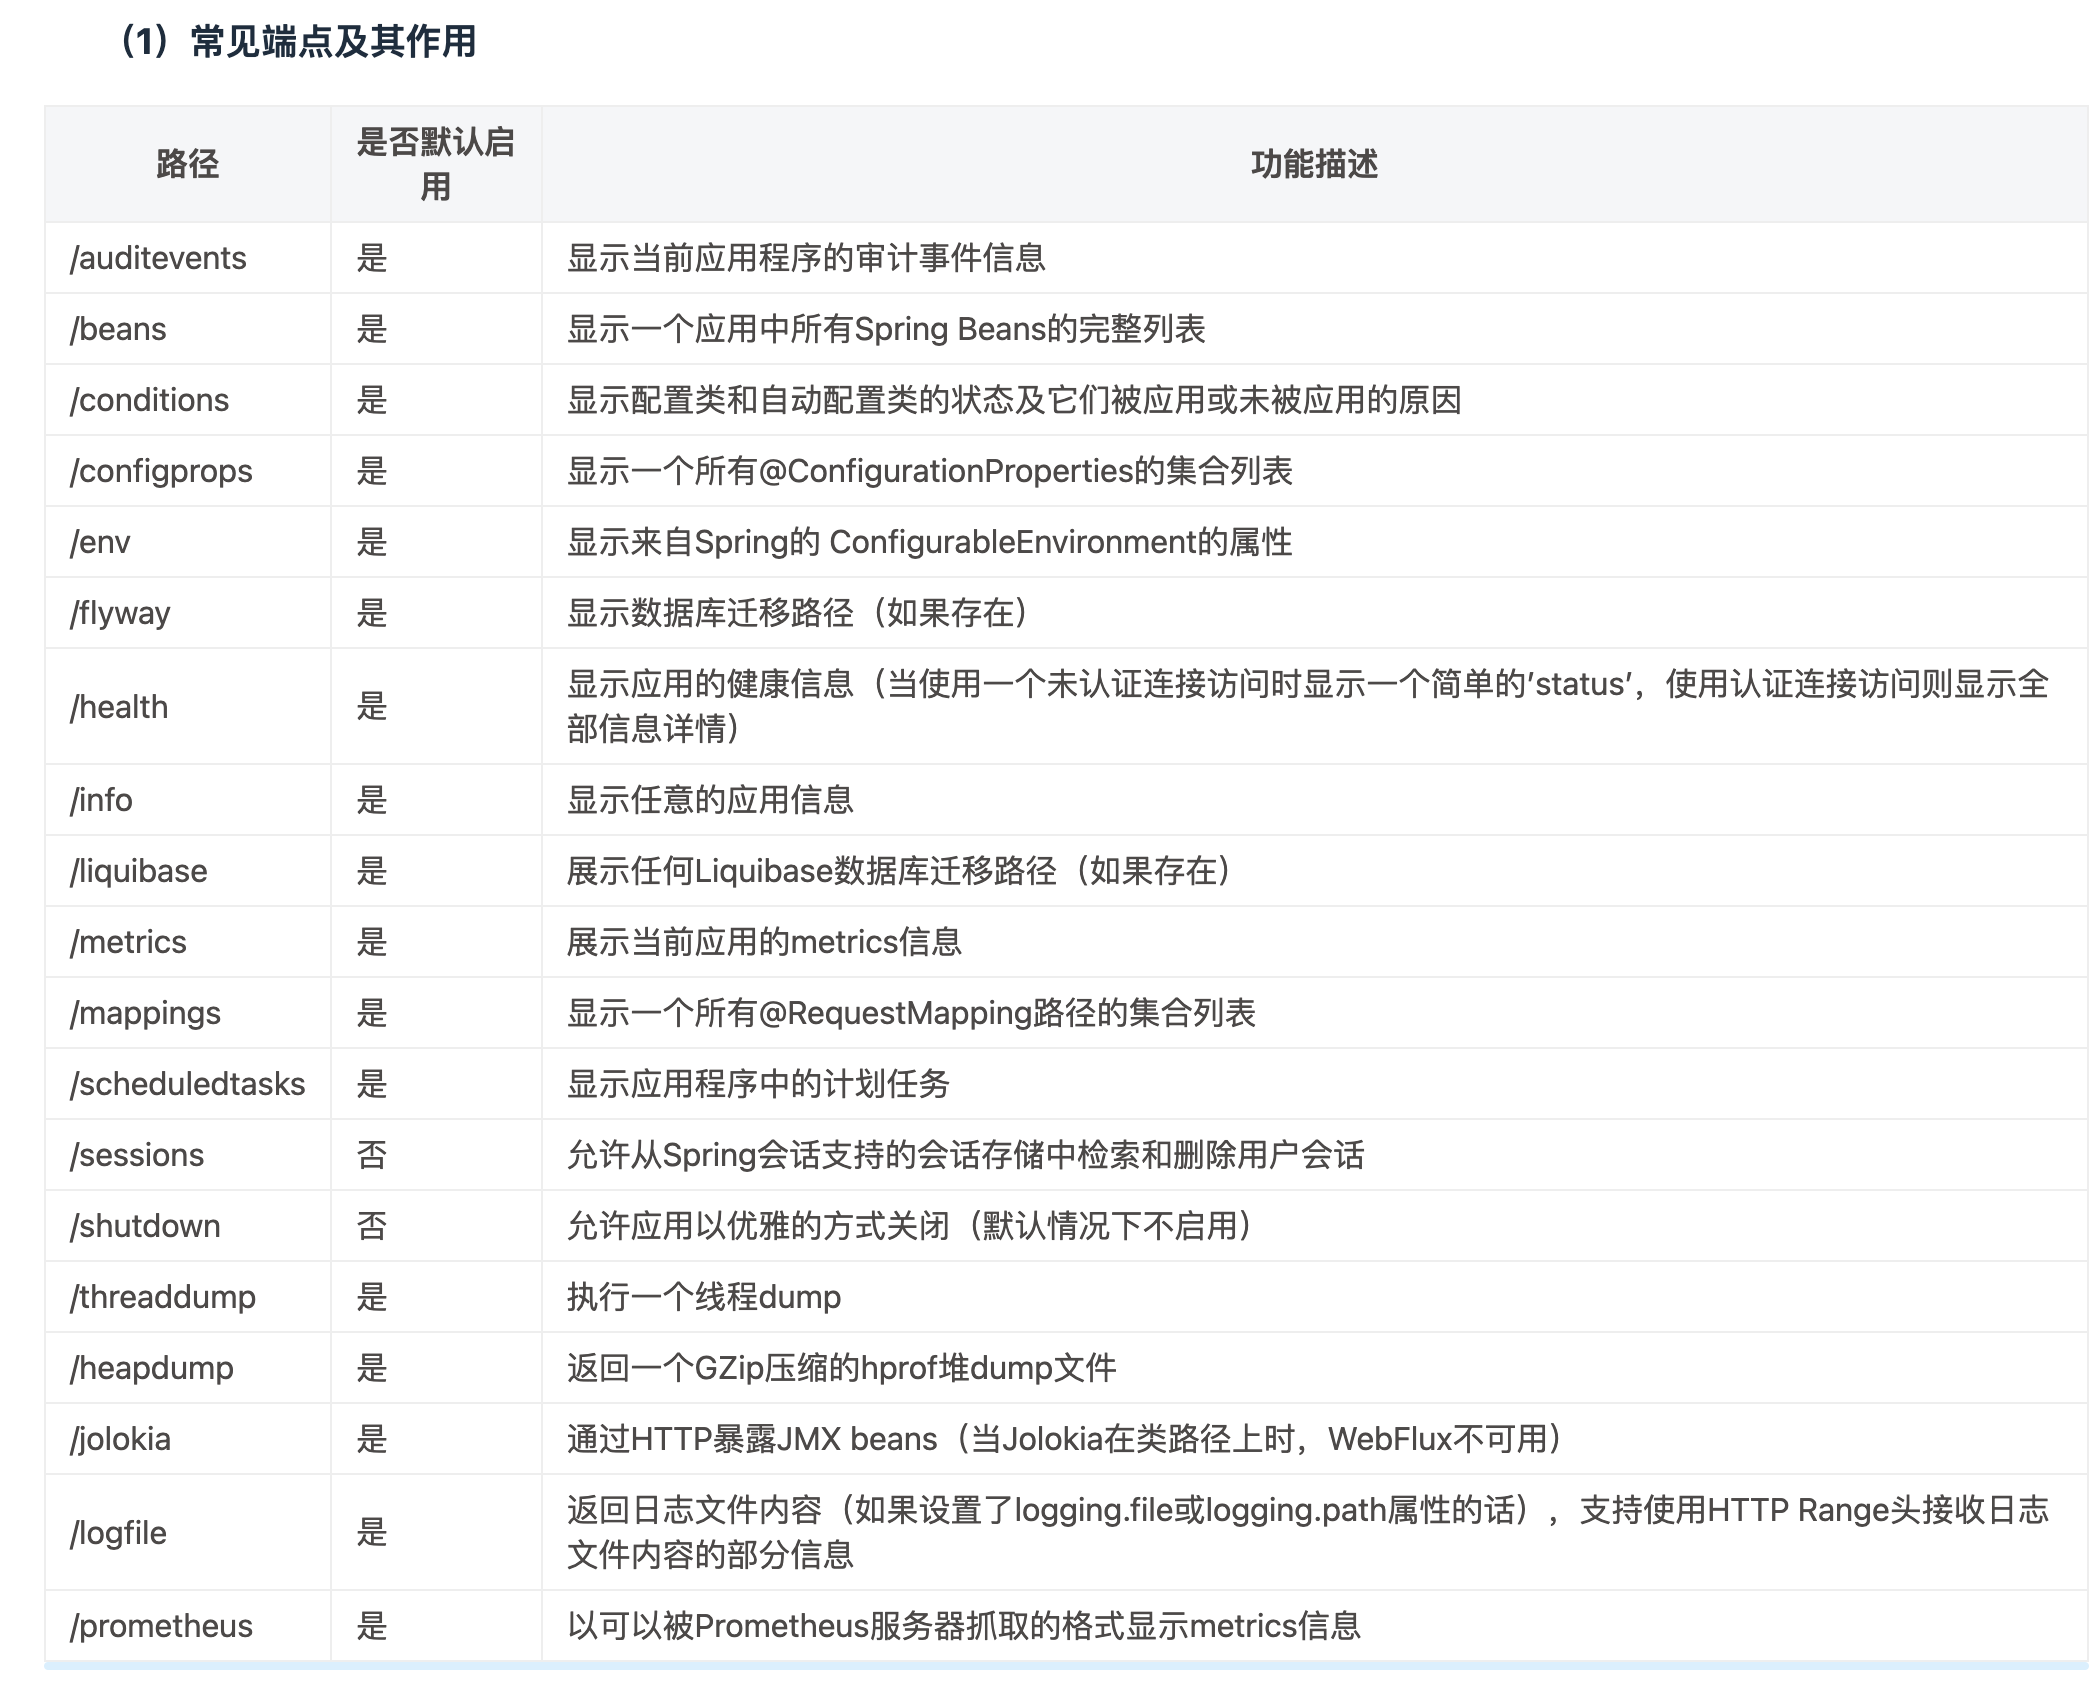 （1）常见端点及其作用
路径
是否默认启
用
功能描述
/auditevents 是 显示当前应用程序的审计事件信息
/beans 是 显示一个应用中所有Spring Beans的完整列表
/conditions 是 显示配置类和自动配置类的状态及它们被应用或未被应用的原因
/configprops 是 显示一个所有@ConfigurationProperties的集合列表
/env 是 显示来自Spring的 ConfigurableEnvironment的属性
/flyway 是 显示数据库迁移路径（如果存在）
/health 是 显示应用的健康信息（当使用一个未认证连接访问时显示一个简单的’status’，使用认证连接访问则显示全
部信息详情）
/info 是 显示任意的应用信息
/liquibase 是 展示任何Liquibase数据库迁移路径（如果存在）
/metrics 是 展示当前应用的metrics信息
/mappings 是 显示一个所有@RequestMapping路径的集合列表
/scheduledtasks 是 显示应用程序中的计划任务
/sessions 否 允许从Spring会话支持的会话存储中检索和删除用户会话
/shutdown 否 允许应用以优雅的方式关闭（默认情况下不启用）
/threaddump 是 执行一个线程dump
/heapdump 是 返回一个GZip压缩的hprof堆dump文件
/jolokia 是 通过HTTP暴露JMX beans（当Jolokia在类路径上时，WebFlux不可用）
/logfile 是 返回日志文件内容（如果设置了logging.file或logging.path属性的话），支持使用HTTP Range头接收日志
文件内容的部分信息
/prometheus 是 以可以被Prometheus服务器抓取的格式显示metrics信息